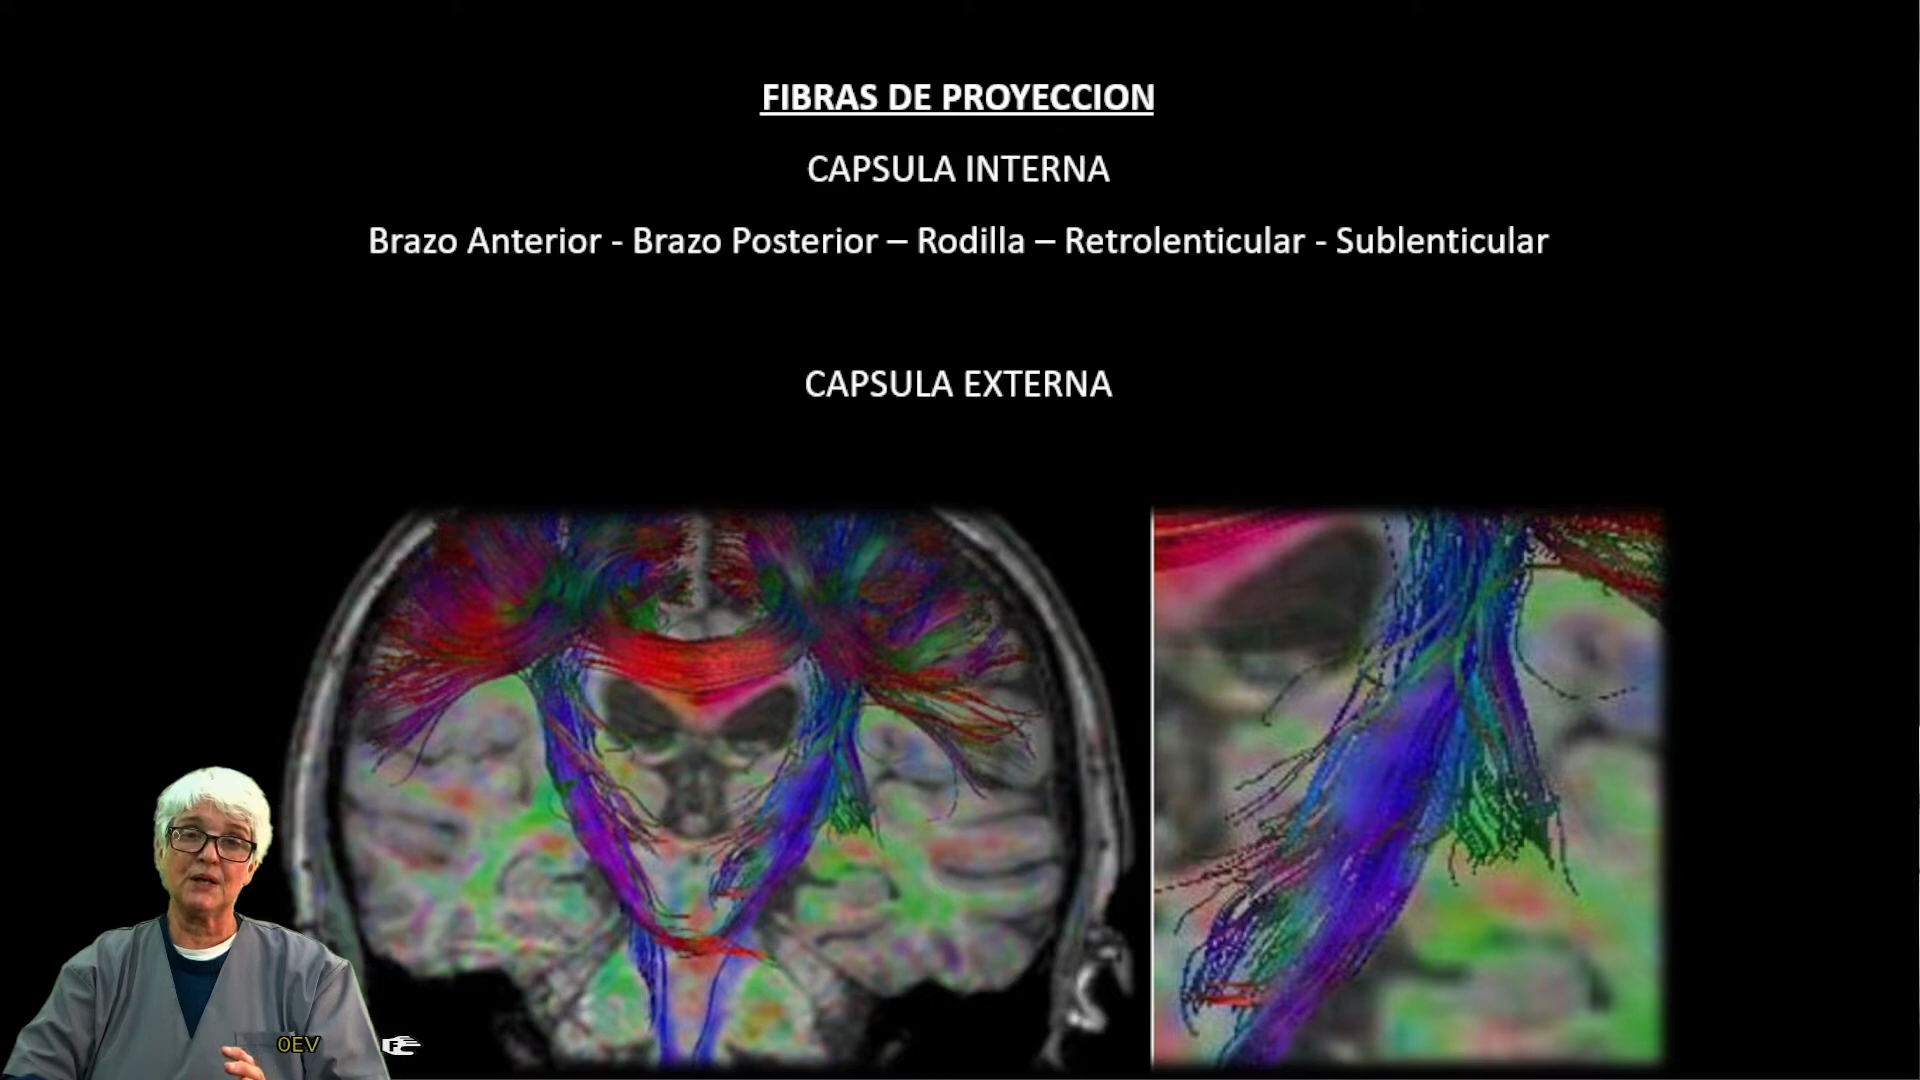 FIBRAS DE PROYECCION
CAPSULA INTERNA
Brazo Anterior - Brazo Posterior – Rodilla – Retrolenticular - Sublenticular
CAPSULA EXTERNA
OEV
F